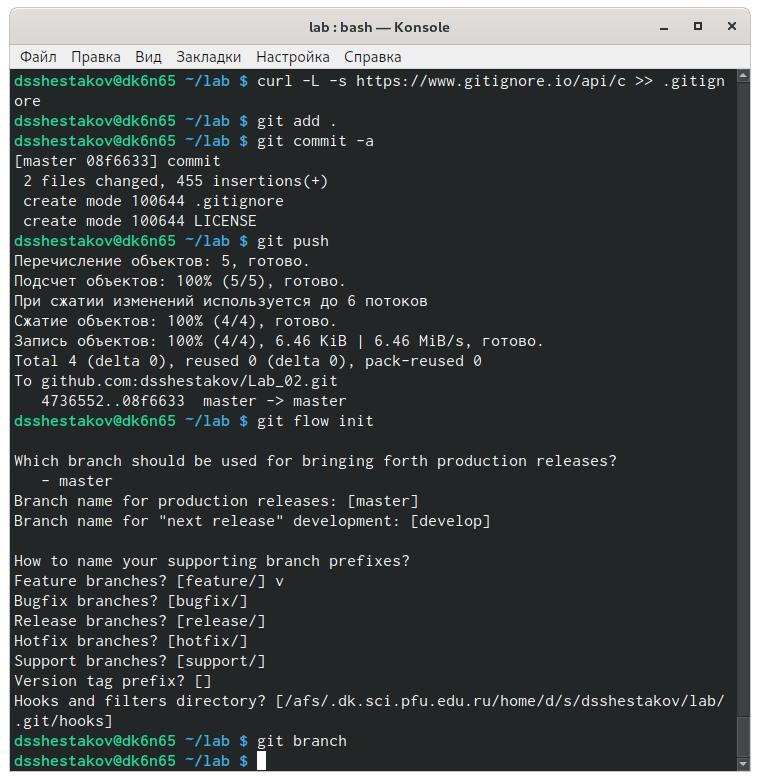 lab : bash — Konsole
Файл Правка Вид Закладки Настройка Справка
dsshestakov@dk6n65 ~/lab $ curl -L -s https://www.gitignore.io/api/c >> .gitign
ore
dsshestakov@dk6n65 ~/lab $ git add .
dsshestakov@dk6n65 ~/lab $ git commit -a
[master 08f6633] commit
 2 files changed, 455 insertions(+)
 create mode 100644 .gitignore
 create mode 100644 LICENSE
dsshestakov@dk6n65 ~/lab $ git push
Перечисление объектов: 5, готово.
Подсчет объектов: 100% (5/5), готово.
При сжатии изменений используется до 6 потоков
Сжатие объектов: 100% (4/4), готово.
Запись объектов: 100% (4/4), 6.46 KiB | 6.46 MiB/s, готово.
Total 4 (delta 0), reused 0 (delta 0), pack-reused 0
To github.com:dsshestakov/Lab_02.git
   4736552..08f6633  master -> master
dsshestakov@dk6n65 ~/lab $ git flow init
Which branch should be used for bringing forth production releases?
   - master
Branch name for production releases: [master]
Branch name for "next release" development: [develop]
How to name your supporting branch prefixes?
Feature branches? [feature/] v
Bugfix branches? [bugfix/]
Release branches? [release/]
Hotfix branches? [hotfix/]
Support branches? [support/]
Version tag prefix? []
Hooks and filters directory? [/afs/.dk.sci.pfu.edu.ru/home/d/s/dsshestakov/lab/
.git/hooks]
dsshestakov@dk6n65 ~/lab $ git branch
dsshestakov@dk6n65 ~/lab $